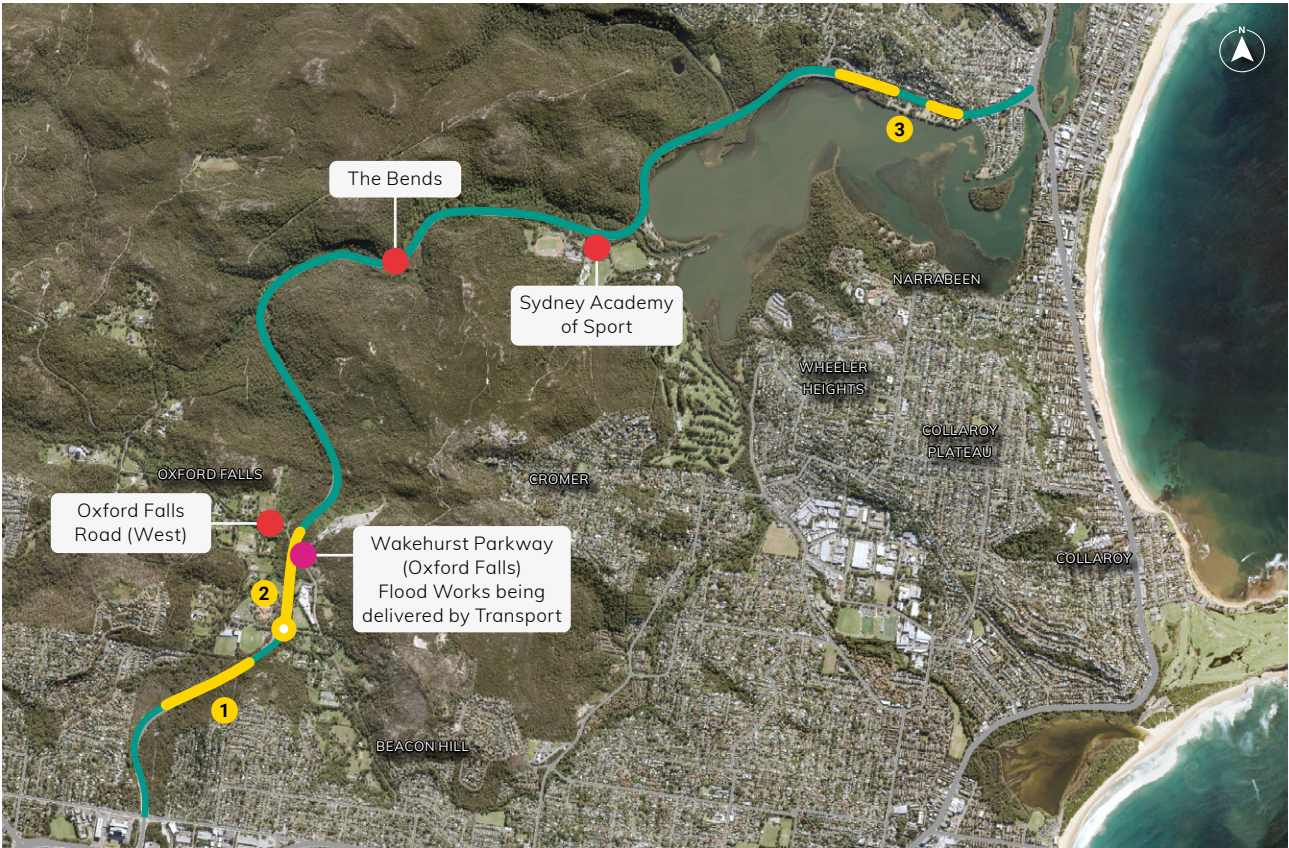 N
3
The Bends
NARRABEEN
Sydney Academy
of Sport
WHEELER
HEIGHTS
COLLAROY
PLATEAU
OXFORD FALLS
CROMER
Oxford Falls
Road (West)
Wakehurst Parkway
(Oxford Falls)
Flood Works being
delivered by Transport
COLLAROY
2
1
BEACON HILL